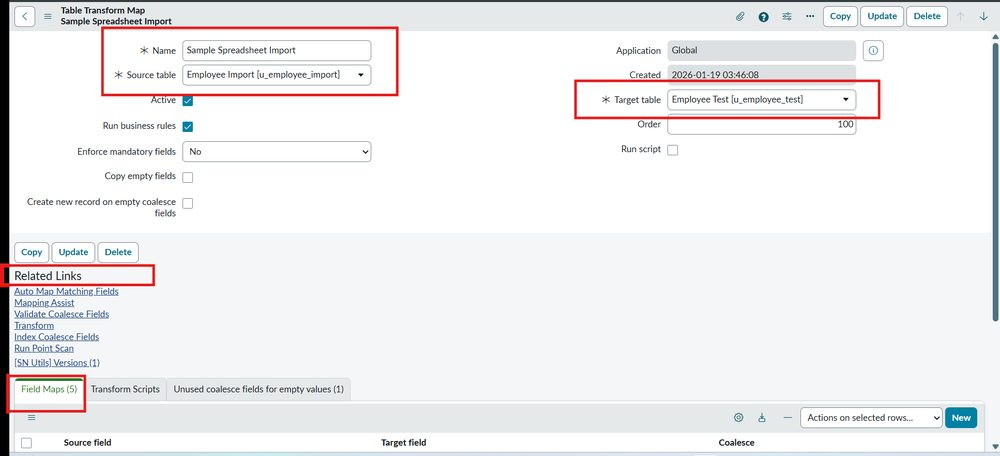 Table Transform Map
Sample Spreadsheet Import
Copy Update Delete
Name Sample Spreadsheet Import
Source table Employee Import [u_employee_import]
Active
Run business rules
Enforce mandatory fields No
Copy empty fields
Create new record on empty coalesce
fields
Application Global
Created 2026-01-19 03:46:08
Target table Employee Test [u_employee_test]
Order 100
Run script
Copy Update Delete
Related Links
Auto Map Matching Fields
Mapping Assist
Validate Coalesce Fields
Transform
Index Coalesce Fields
Run Point Scan
[SN Utils] Versions (1)
Field Maps (5) Transform Scripts Unused coalesce fields for empty values (1)
Actions on selected rows... New
Source field Target field Coalesce